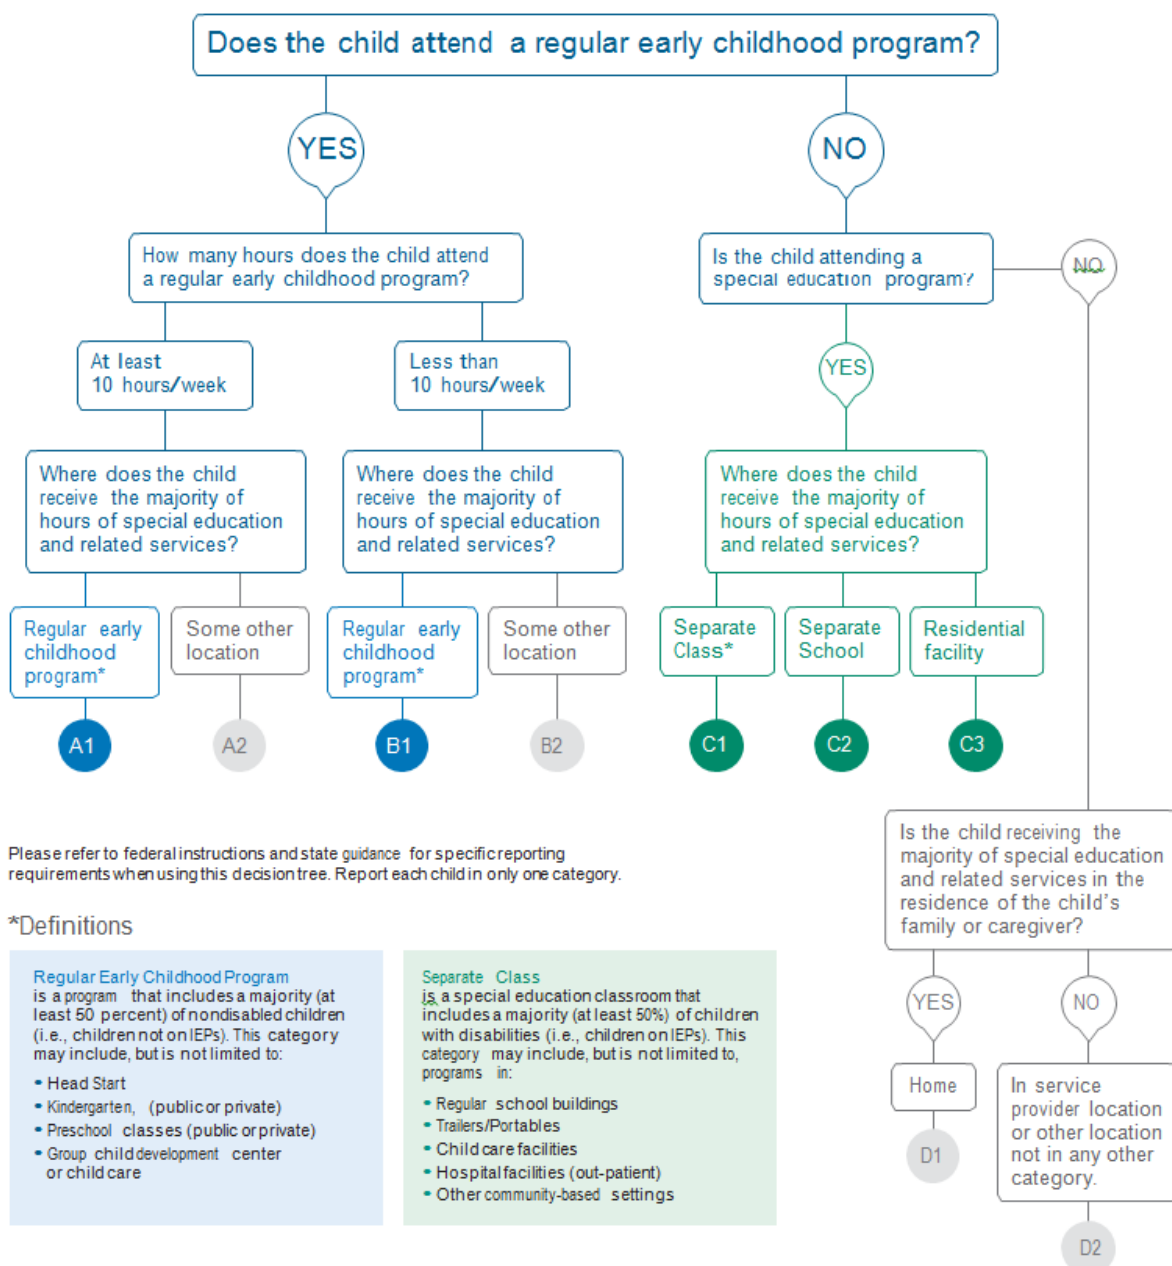 Does the child attend a regular early childhood program?
YES
NO
How many hours does the child attend
a regular early childhood program?
Is the child attending a
special education program?
NO
At least
10 hours/week
Less than
10 hours/week
YES
Where does the child
receive the majority of
hours of special education
and related services?
Where does the child
receive the majority of
hours of special education
and related services?
Where does the child
receive the majority of
hours of special education
and related services?
Regular early
childhood
program*
Some other
location
Regular early
childhood
program*
Some other
location
Separate
Class*
Separate
School
Residential
facility
A1
A2
B1
B2
C1
C2
C3
Is the child receiving the
majority of special education
and related services in the
residence of the child's
family or caregiver?
YES
NO
Home
In service
provider location
or other location
not in any other
category.
D1
D2
Please refer to federal instructions and state guidance for specific reporting
requirements when using this decision tree. Report each child in only one category.
*Definitions
Regular Early Childhood Program
is a program that includes a majority (at
least 50 percent) of nondisabled children
(i.e., children not on IEPs). This category
may include, but is not limited to:
• Head Start
• Kindergarten, (public or private)
• Preschool classes (public or private)
• Group child development center
or child care
Separate Class
is a special education classroom that
includes a majority (at least 50%) of children
with disabilities (i.e., children on IEPs). This
category may include, but is not limited to,
programs in:
• Regular school buildings
• Trailers/Portables
• Child care facilities
• Hospital facilities (out-patient)
• Other community-based settings